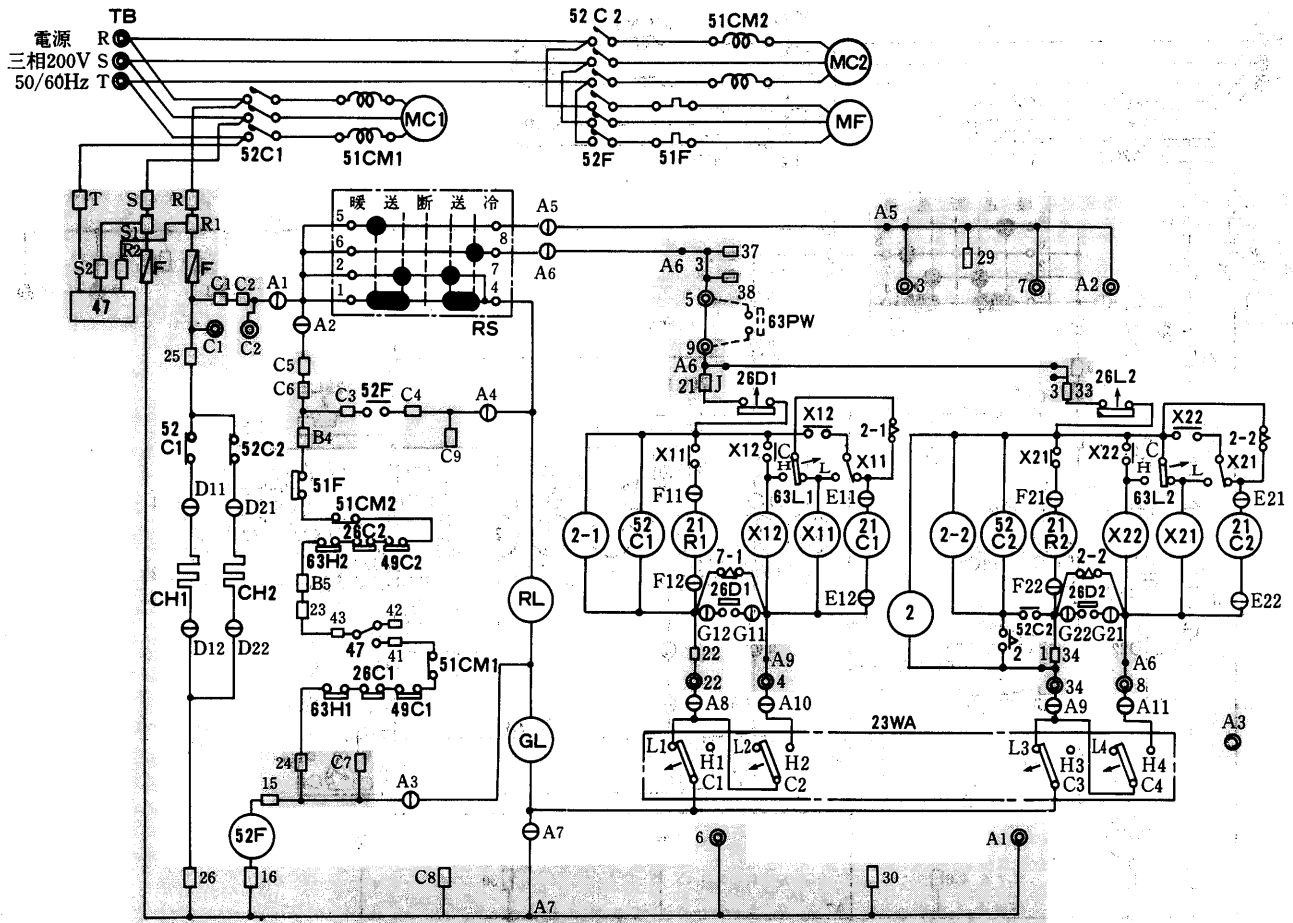 TB
電源 R
三相200V S
50/60Hz T
52C2
51CM2
MC2
MC1
MF
52C1
51CM1
52F
51F
T
S
R
S1
R1
R2
S2
F
F
47
暖 送 断 送 冷
5
6
2
1
8
7
4
RS
A5
A6
A5
A6
3
37
38
29
3
7
A2
C1
C2
A1
A2
C1
C2
5
63PW
9
A6
21
J
26D1
3
33
26L2
25
C5
C6
C3
52F
C4
A4
B4
C9
52
C1
52C2
X12
2-1
X11
X12
C
H
L
X11
63L1
X22
2-2
X21
X22
C
H
L
X21
63L2
51F
51CM2
26C2
63H2
49C2
D11
D21
F11
E11
F21
E21
2-1
52
C1
21
R1
X12
X11
21
C1
2-2
52
C2
21
R2
X22
X21
21
C2
CH1
CH2
B5
23
43
42
47
41
RL
F12
7-1
26D1
E12
G12
G11
2
F22
2-2
26D2
E22
52C2
G22
G21
2
D12
D22
51CM1
26C1
63H1
49C1
22
A9
22
4
A8
A10
1
34
A6
34
8
A9
A11
GL
23WA
A3
L1
H1
C1
L2
H2
C2
L3
H3
C3
L4
H4
C4
24
C7
15
A3
52F
A7
6
A1
26
16
C8
30
A7